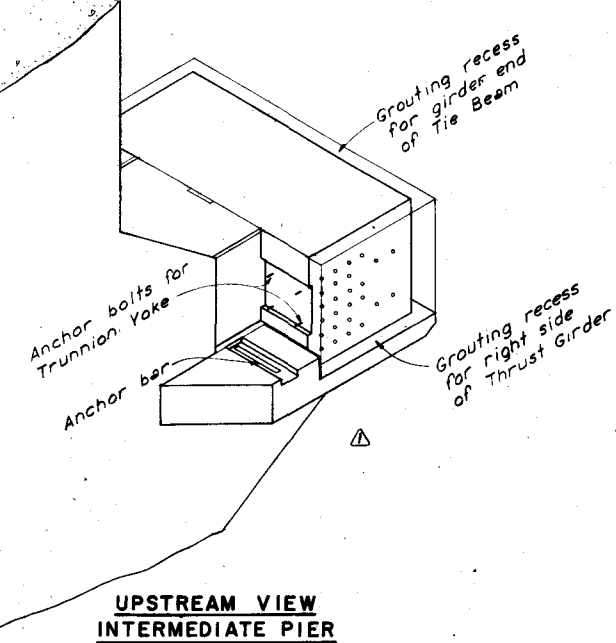 Grouting recess
for girder end
of Tie Beam
Anchor bolts for
Trunnion Yoke
Anchor bar
Grouting recess
for right side
of Thrust Girder
1
UPSTREAM VIEW
INTERMEDIATE PIER